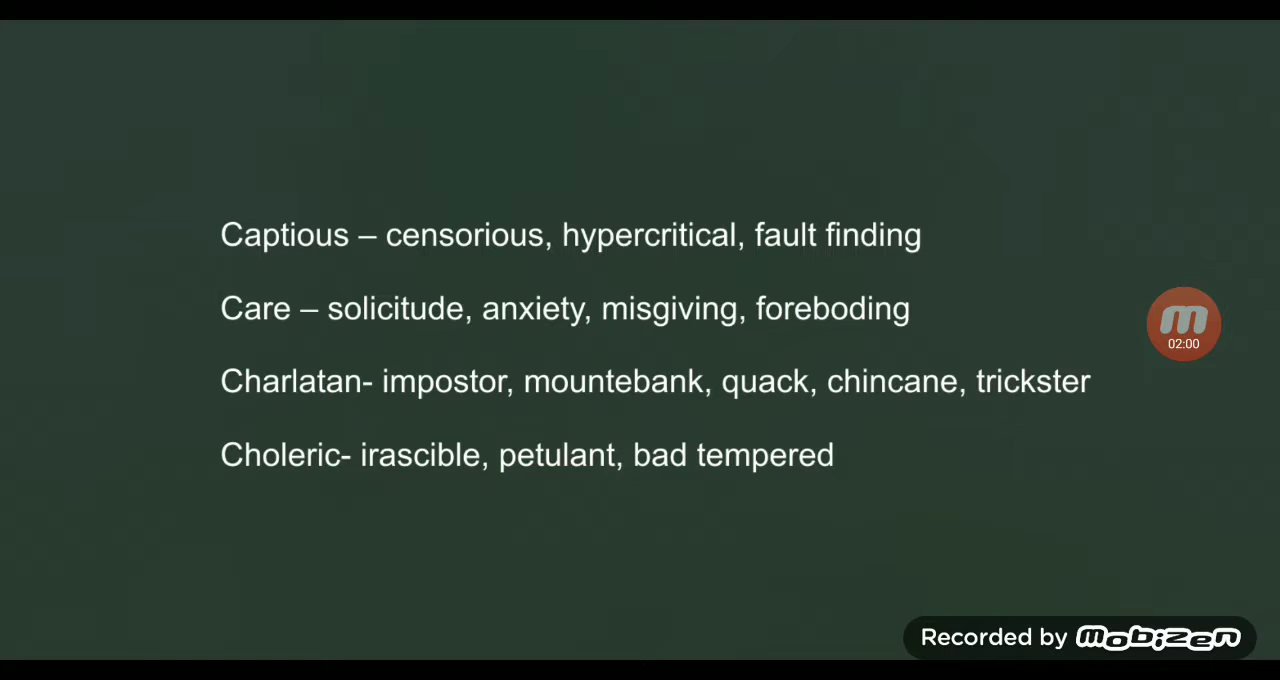 Captious – censorious, hypercritical, fault finding
Care – solicitude, anxiety, misgiving, foreboding
Charlatan- impostor, mountebank, quack, chincane, trickster
Choleric- irascible, petulant, bad tempered
m
02:00
Recorded by mobizen